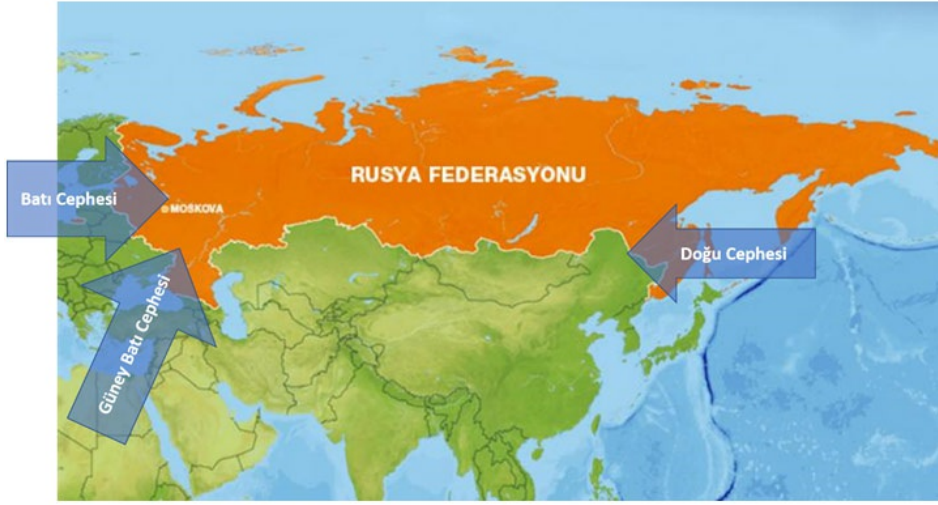 RUSYA FEDERASYONU
Batı Cephesi
MOSKOVA
Doğu Cephesi
Güney Batı Cephesi